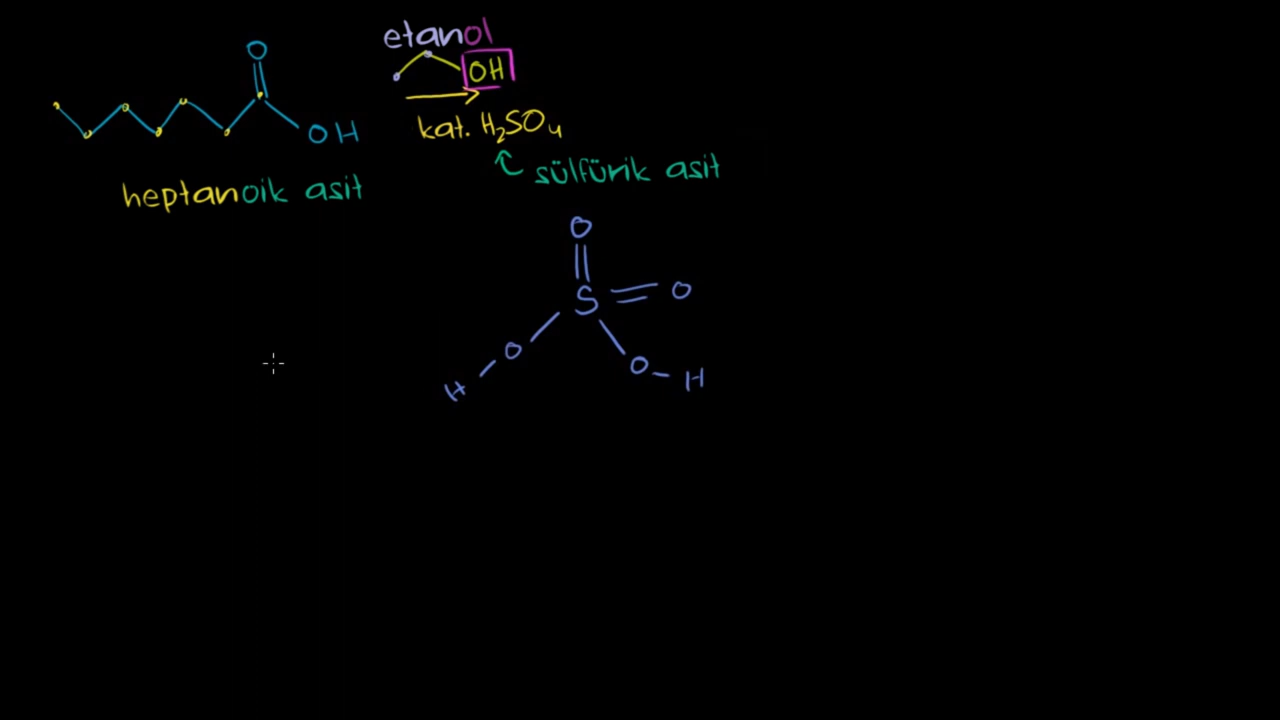 etanol
O
OH
OH
kat. H₂SO₄
sülfürik asit
heptanoik asit
O
S O
O O
H H